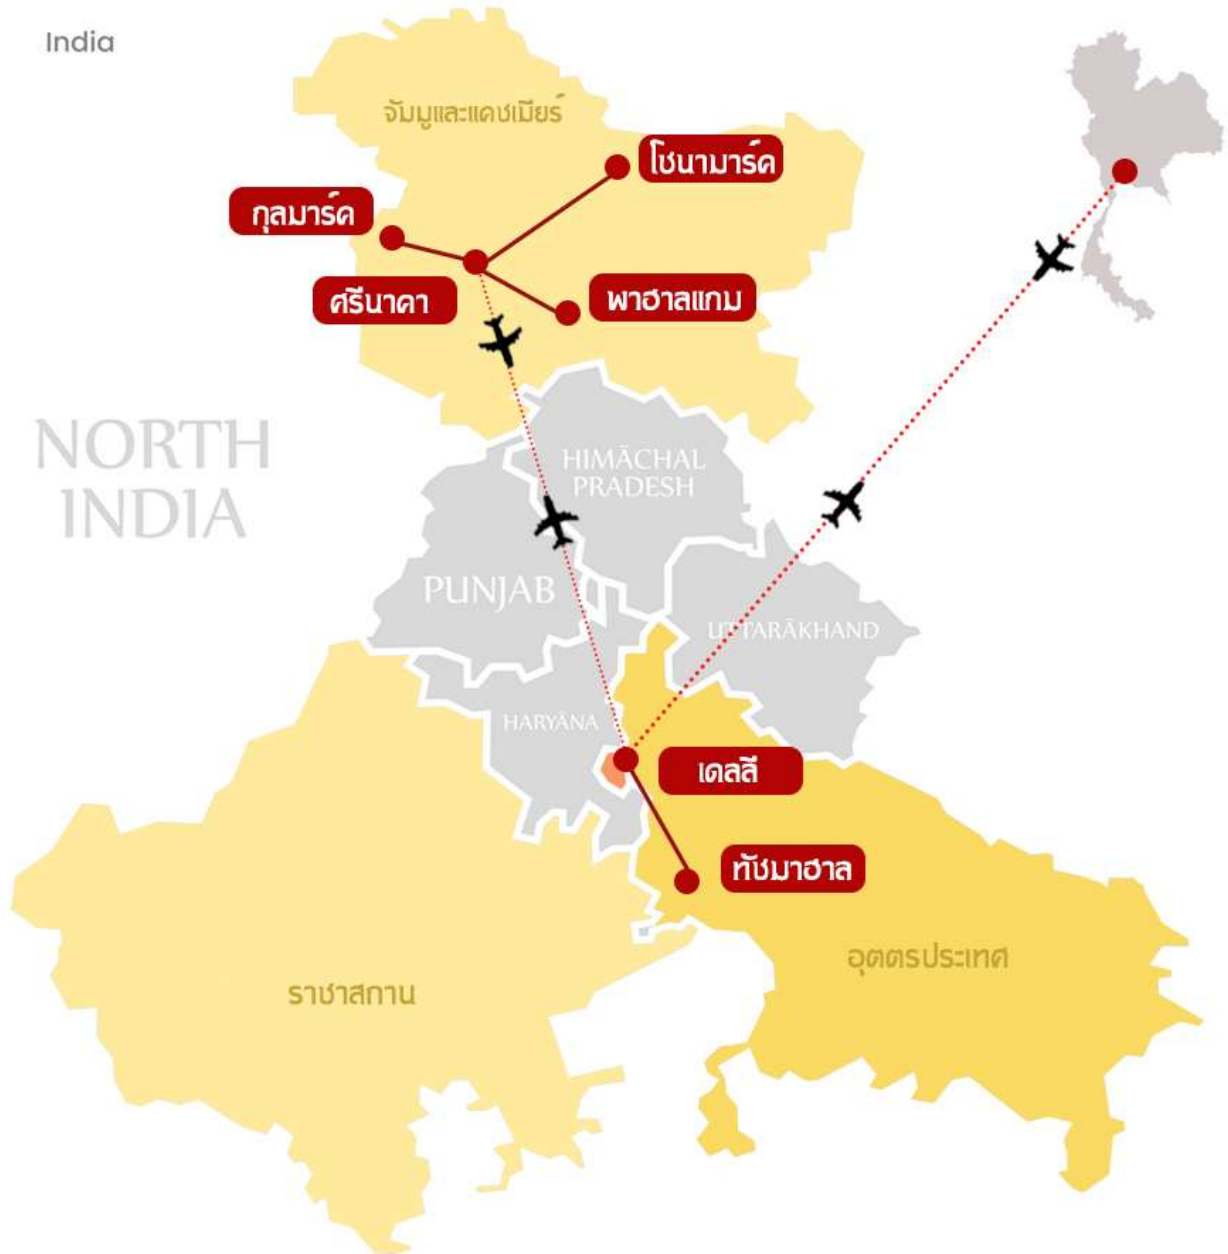 India
จัมมูและแคชเมียร์
โซนามาร์ค
กุลมาร์ค
ศรีนาคา
พาฮาลแกม
NORTH
INDIA
HIMĀCHAL
PRADESH
PUNJAB
UTTARĀKHAND
HARYĀNA
เดลลี
ทัชมาฮาล
อุตตรประเทศ
ราชาสถาน